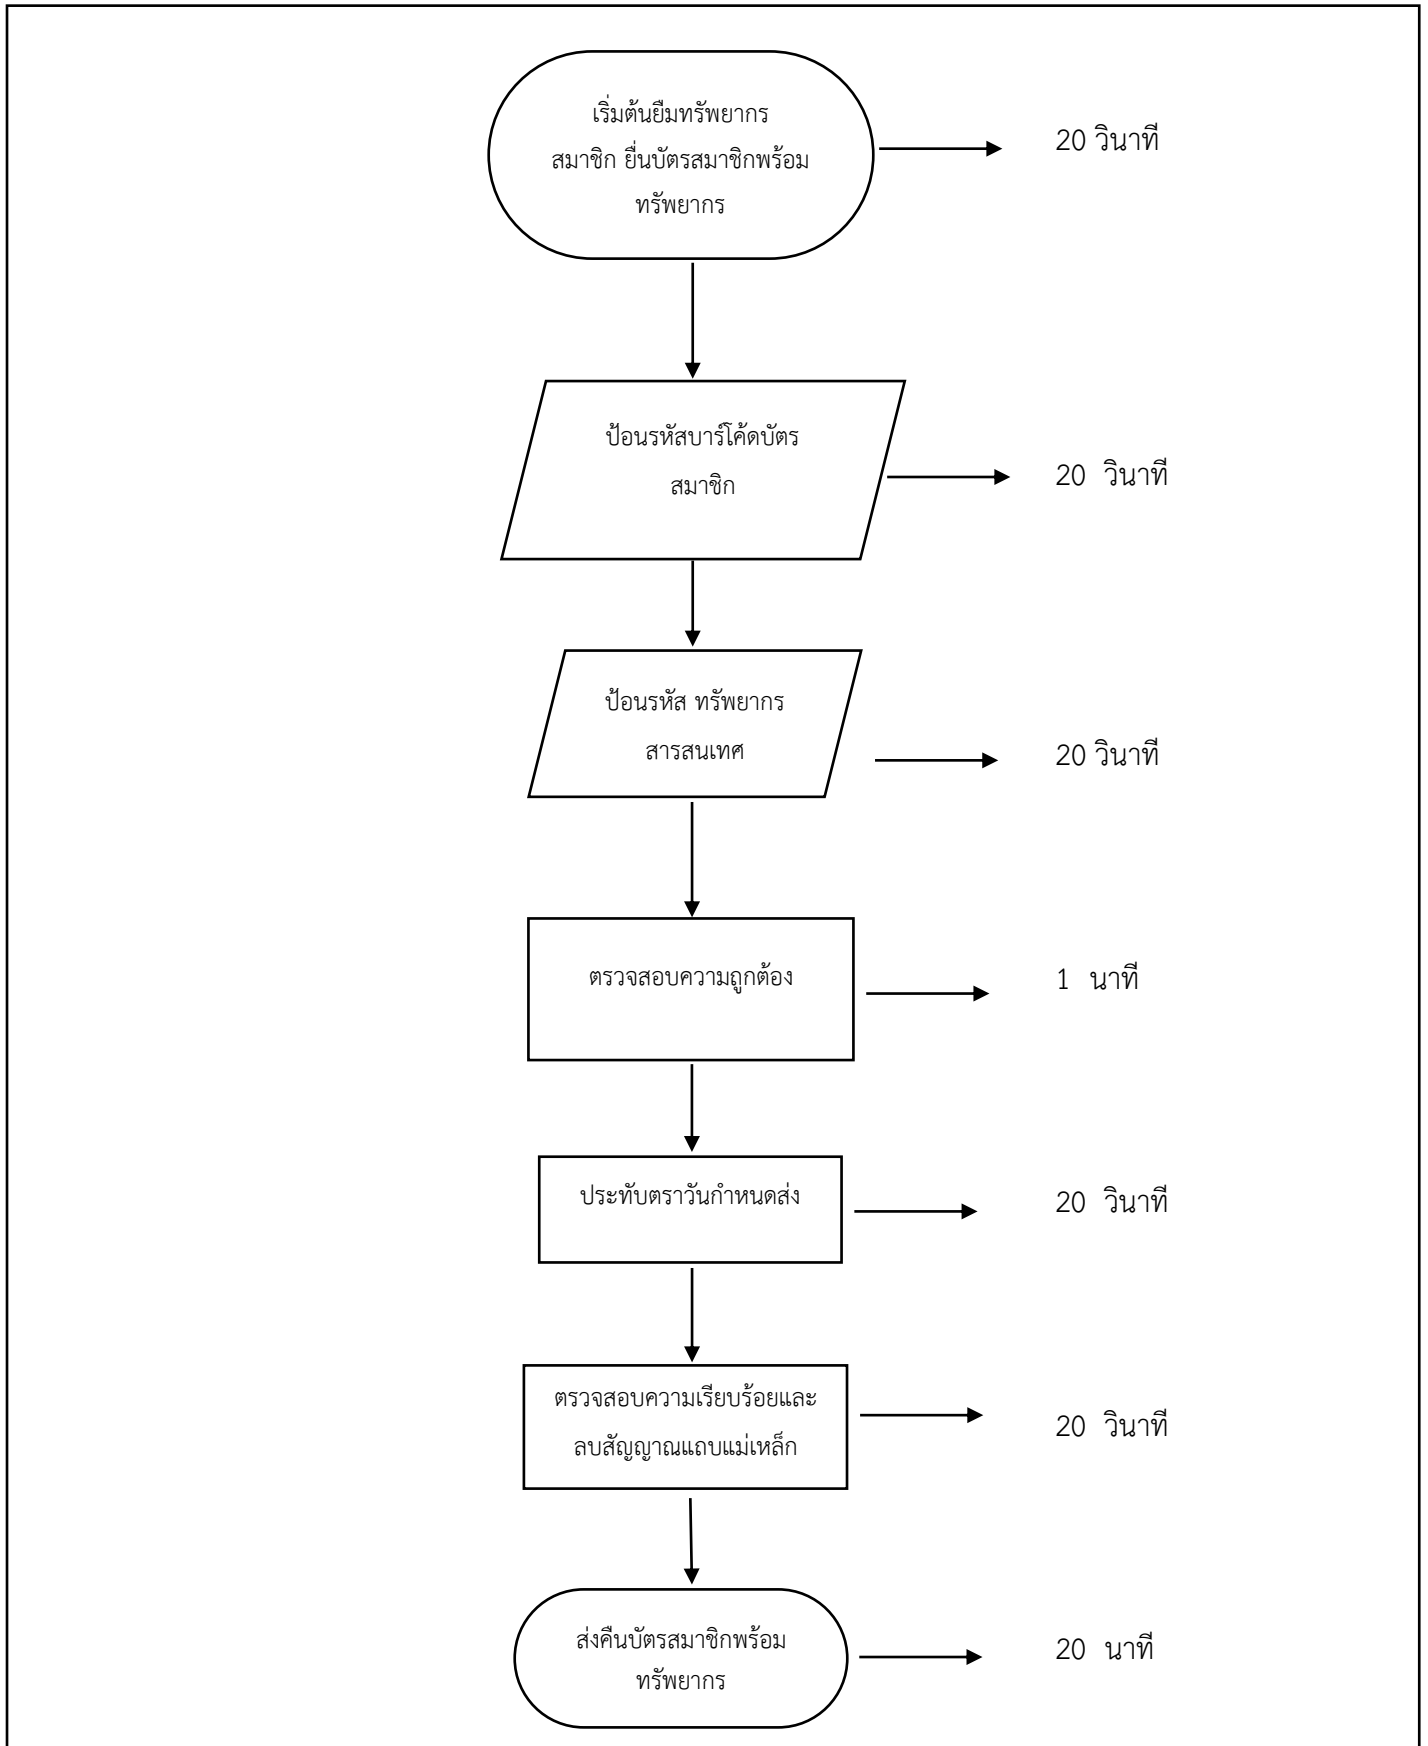 เริ่มต้นยืมทรัพยากร
สมาชิก ยื่นบัตรสมาชิกพร้อม
ทรัพยากร
20 วินาที
ป้อนรหัสบาร์โค้ดบัตร
สมาชิก
20 วินาที
ป้อนรหัส ทรัพยากร
สารสนเทศ
20 วินาที
ตรวจสอบความถูกต้อง
1 นาที
ประทับตราวันกำหนดส่ง
20 วินาที
ตรวจสอบความเรียบร้อยและ
ลบสัญญาณแถบแม่เหล็ก
20 วินาที
ส่งคืนบัตรสมาชิกพร้อม
ทรัพยากร
20 นาที